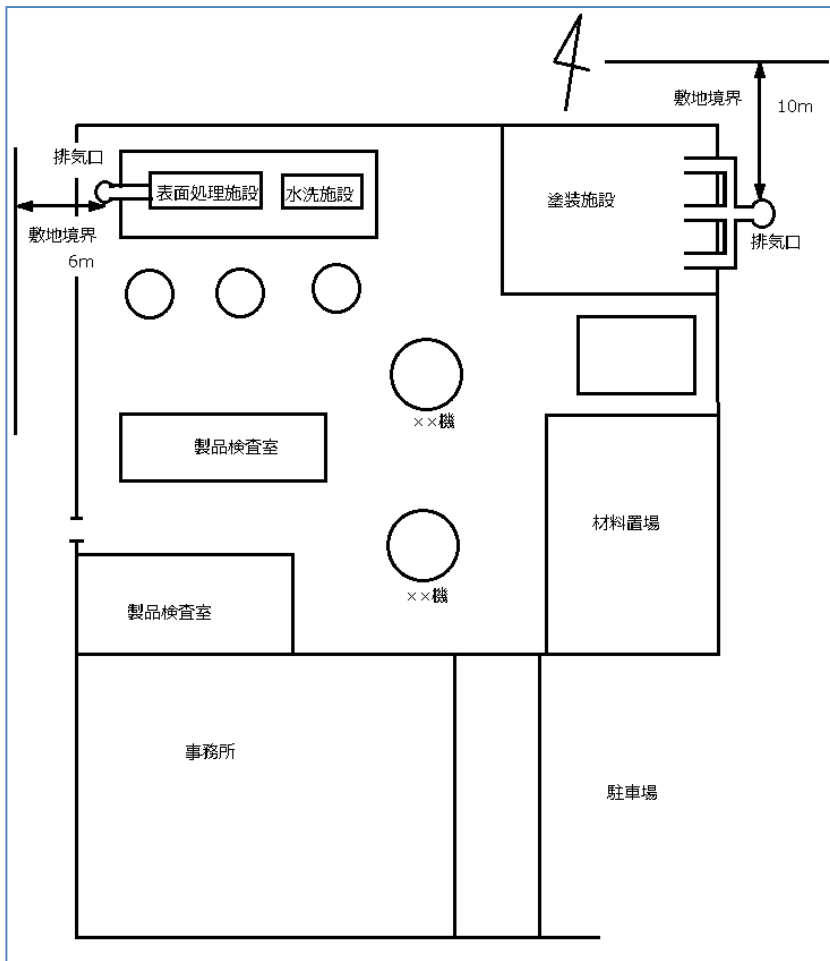 敷地境界
10m
排気口
表面処理施設
水洗施設
塗装施設
敷地境界
6m
排気口
××機
製品検査室
材料置場
××機
製品検査室
事務所
駐車場